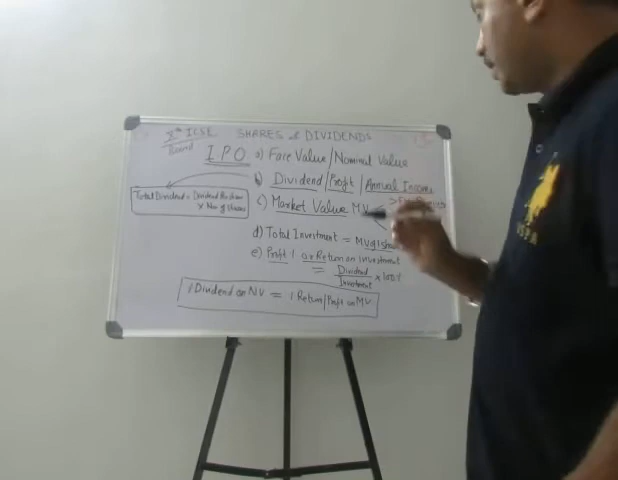 Xth ICSE SHARES & DIVIDENDS
Board
IPO a) Face Value/Nominal Value
b) Dividend/Profit/Annual Income
Total Dividend = Dividend Per Share
X No of Shares
c) Market Value MV
d) Total Investment = MV of 1 share
e) Profit / or Return on investment
= Dividend
Investment X 100%
Dividend on NV = Return/Profit on MV
USPA